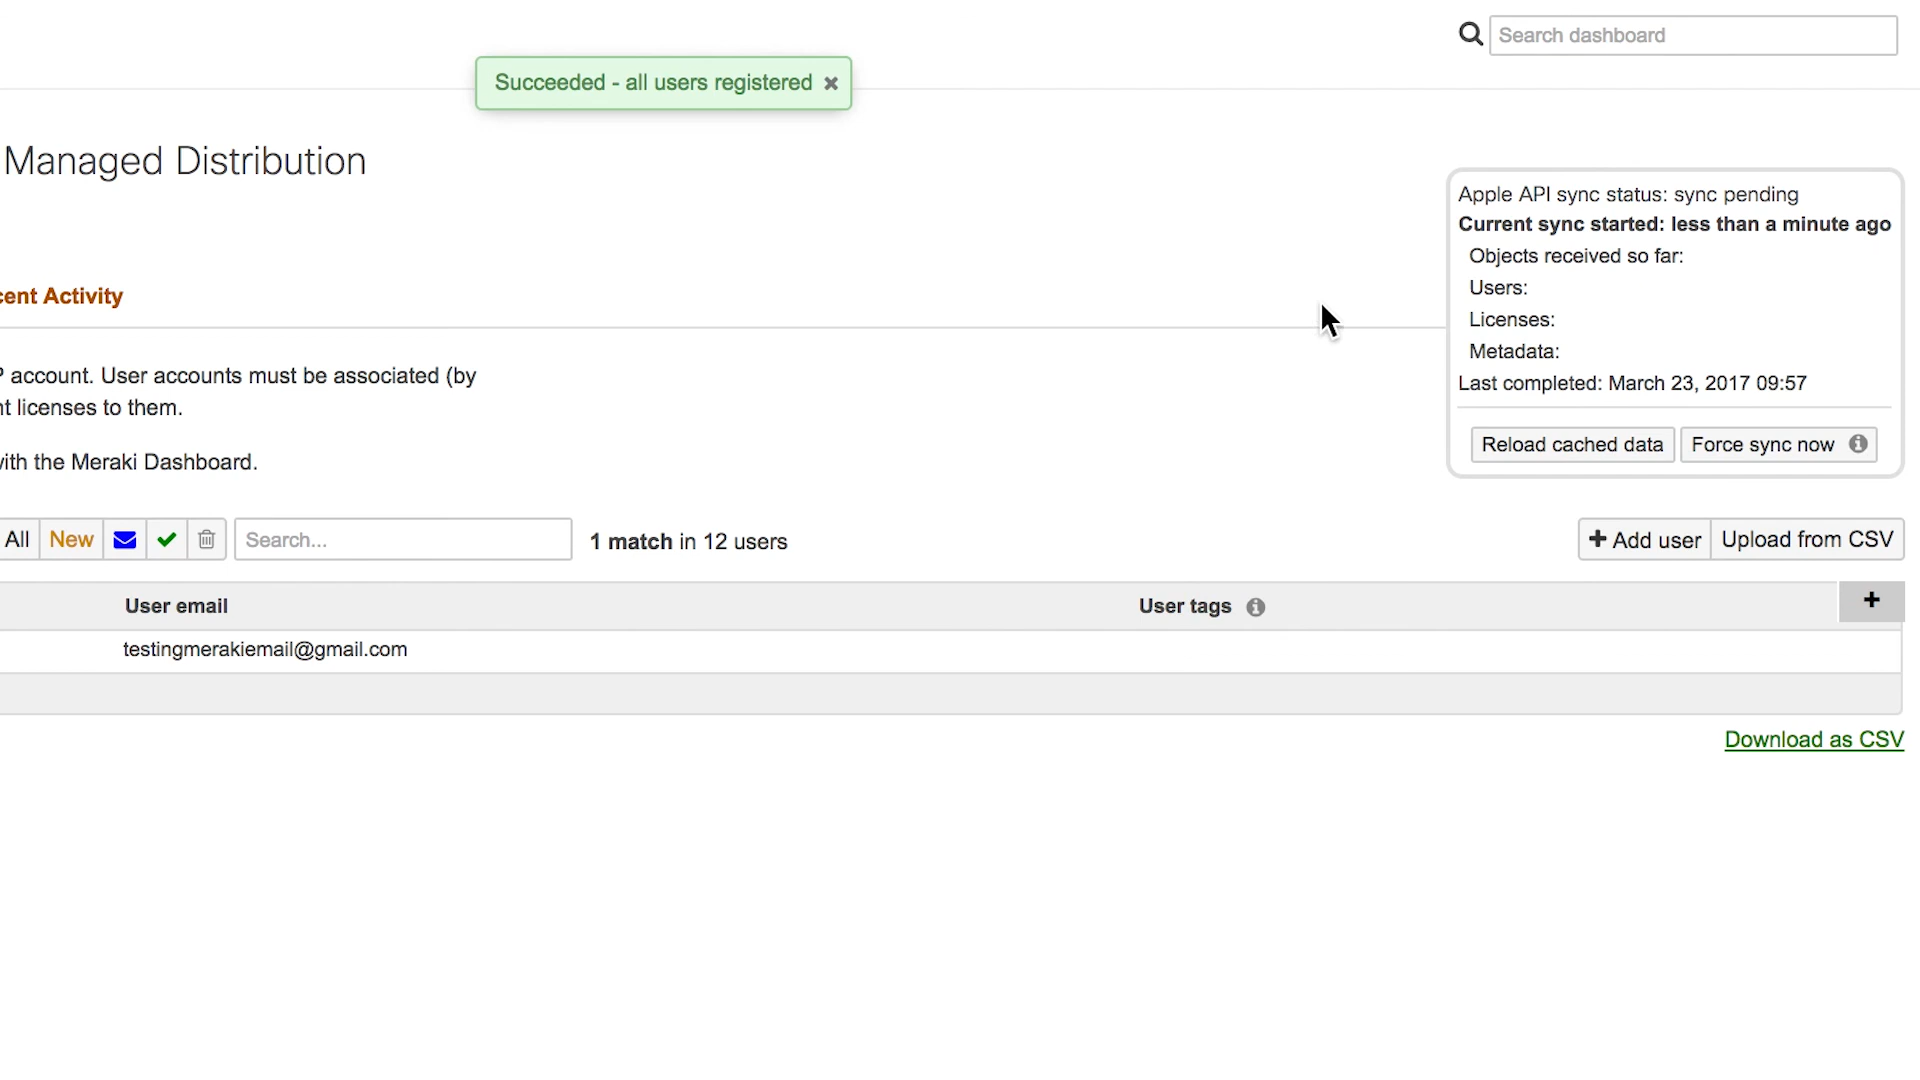 Search dashboard
Succeeded - all users registered
Managed Distribution
Apple API sync status: sync pending
Current sync started: less than a minute ago
Objects received so far:
Users:
Licenses:
Metadata:
Last completed: March 23, 2017 09:57
Reload cached data Force sync now
Activity
account. User accounts must be associated (by
licenses to them.
the Meraki Dashboard.
All New Search... 1 match in 12 users + Add user Upload from CSV
User email User tags +
testingmerakiemail@gmail.com
Download as CSV